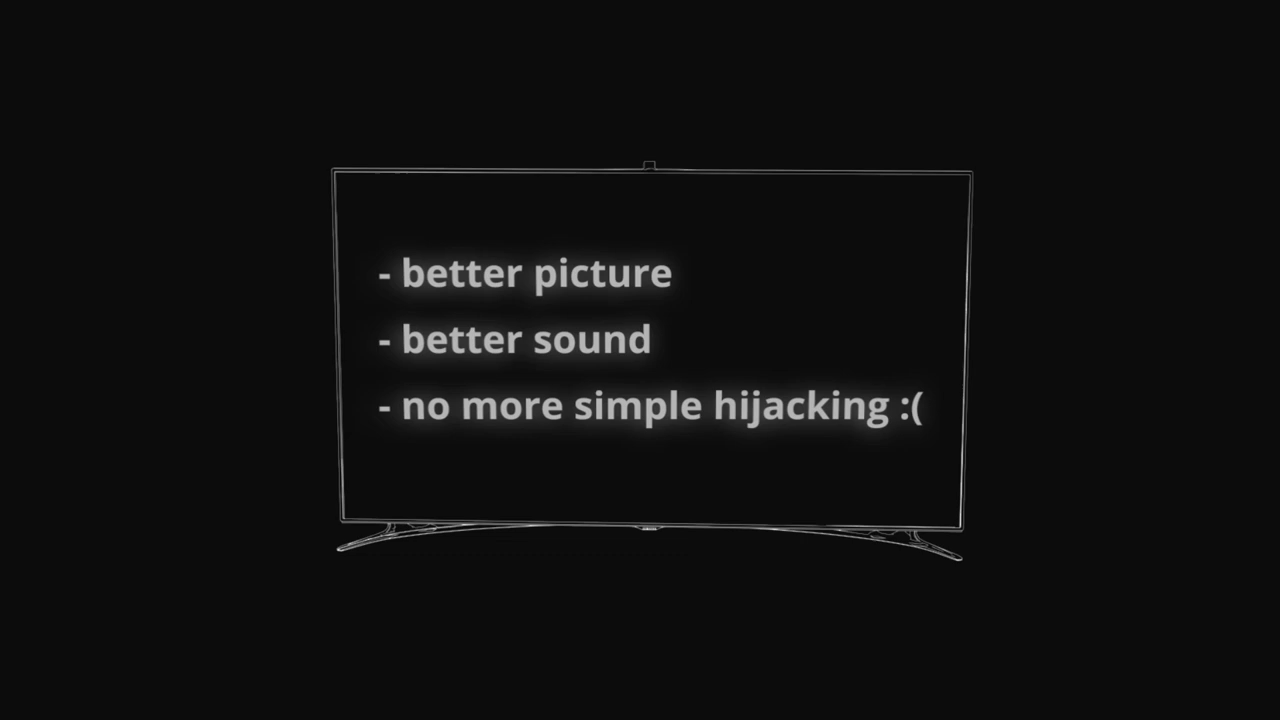 - better picture
- better sound
- no more simple hijacking :(